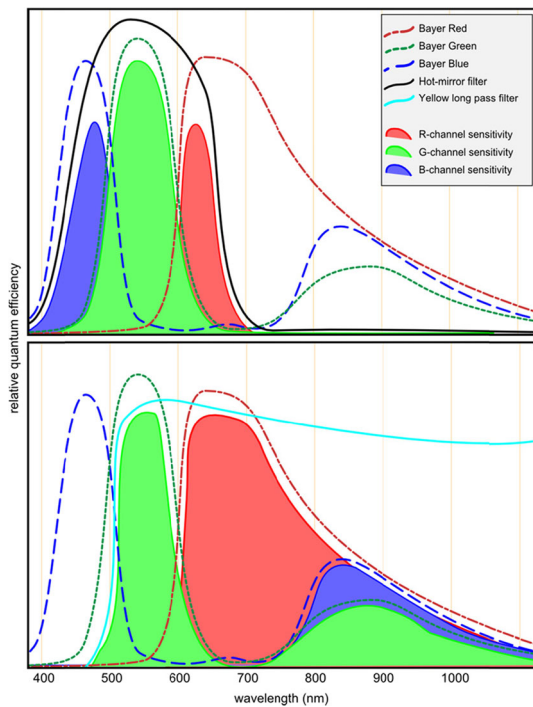 Bayer Red
Bayer Green
Bayer Blue
Hot-mirror filter
Yellow long pass filter
R-channel sensitivity
G-channel sensitivity
B-channel sensitivity
relative quantum efficiency
400 500 600 700 800 900 1000
wavelength (nm)